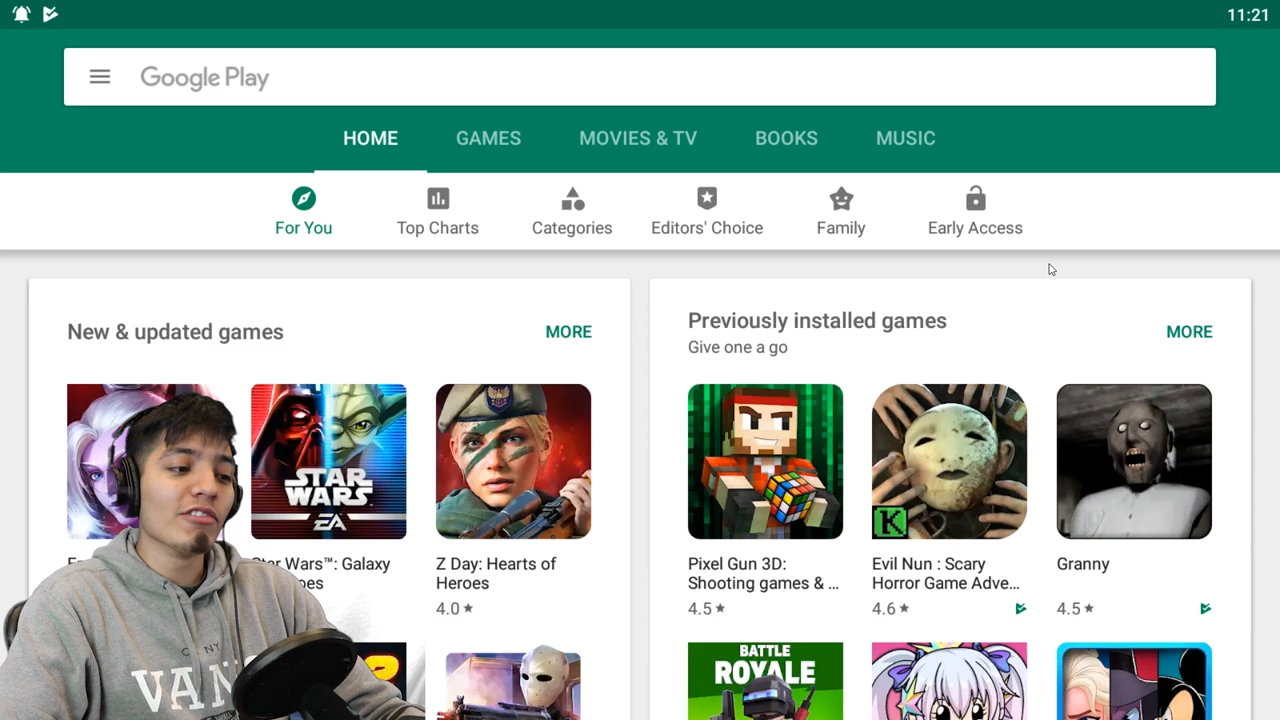 11:21
Google Play
HOME
GAMES
MOVIES & TV
BOOKS
MUSIC
For You
Top Charts
Categories
Editors' Choice
Family
Early Access
New & updated games
MORE
Previously installed games
MORE
Give one a go
STAR
WARS
EA
K
Wars™: Galaxy
Z Day: Hearts of
Heroes
4.0
Pixel Gun 3D:
Shooting games & ...
4.5
Evil Nun : Scary
Horror Game Adve...
4.6
Granny
4.5
BATTLE
ROYALE
VAN